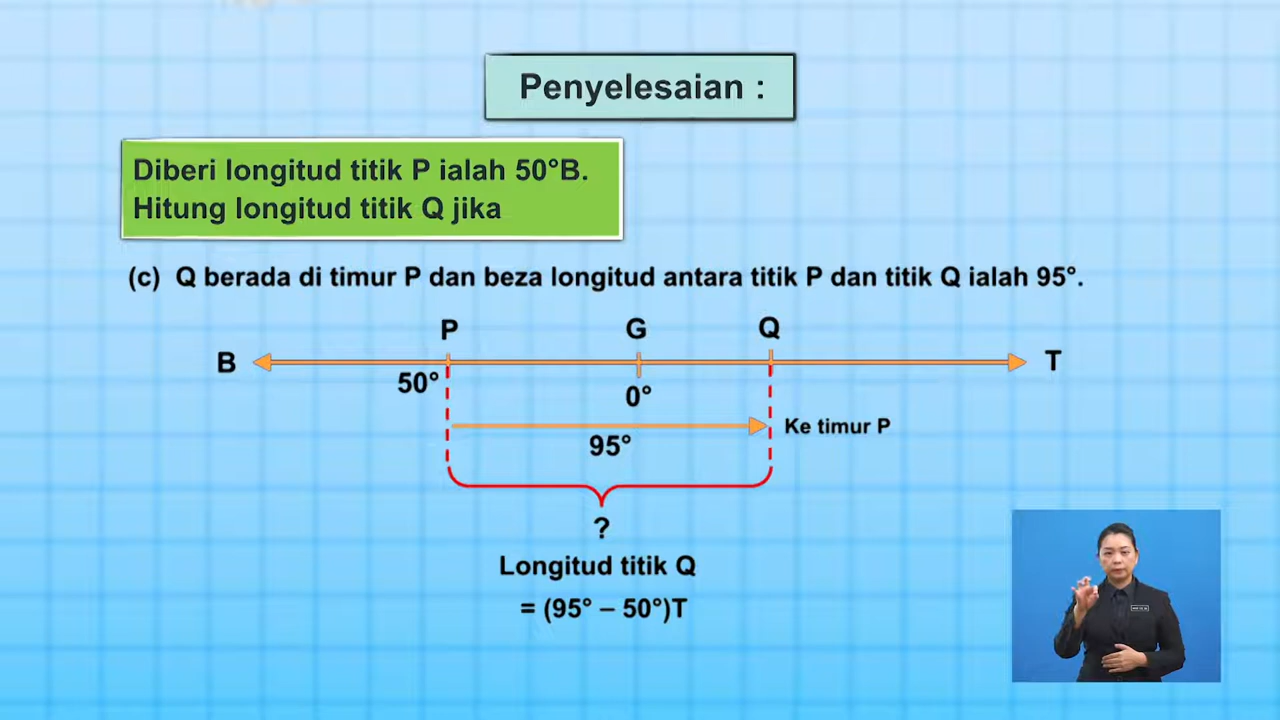 Penyelesaian :
Diberi longitud titik P ialah 50°B.
Hitung longitud titik Q jika
(c) Q berada di timur P dan beza longitud antara titik P dan titik Q ialah 95°.
P G Q
B T
50° 0°
Ke timur P
95°
?
Longitud titik Q
= (95° – 50°)T